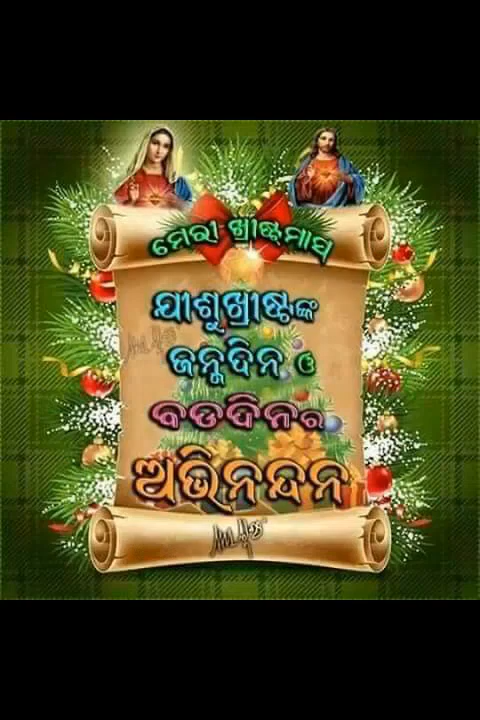 ମେରୀ ଖ୍ରୀଷ୍ଟମାସ
ଯୀଶୁଖ୍ରୀଷ୍ଟଙ୍କ
ଜନ୍ମଦିନ ଓ
ବଡଦିନର
ଅଭିନନ୍ଦନ